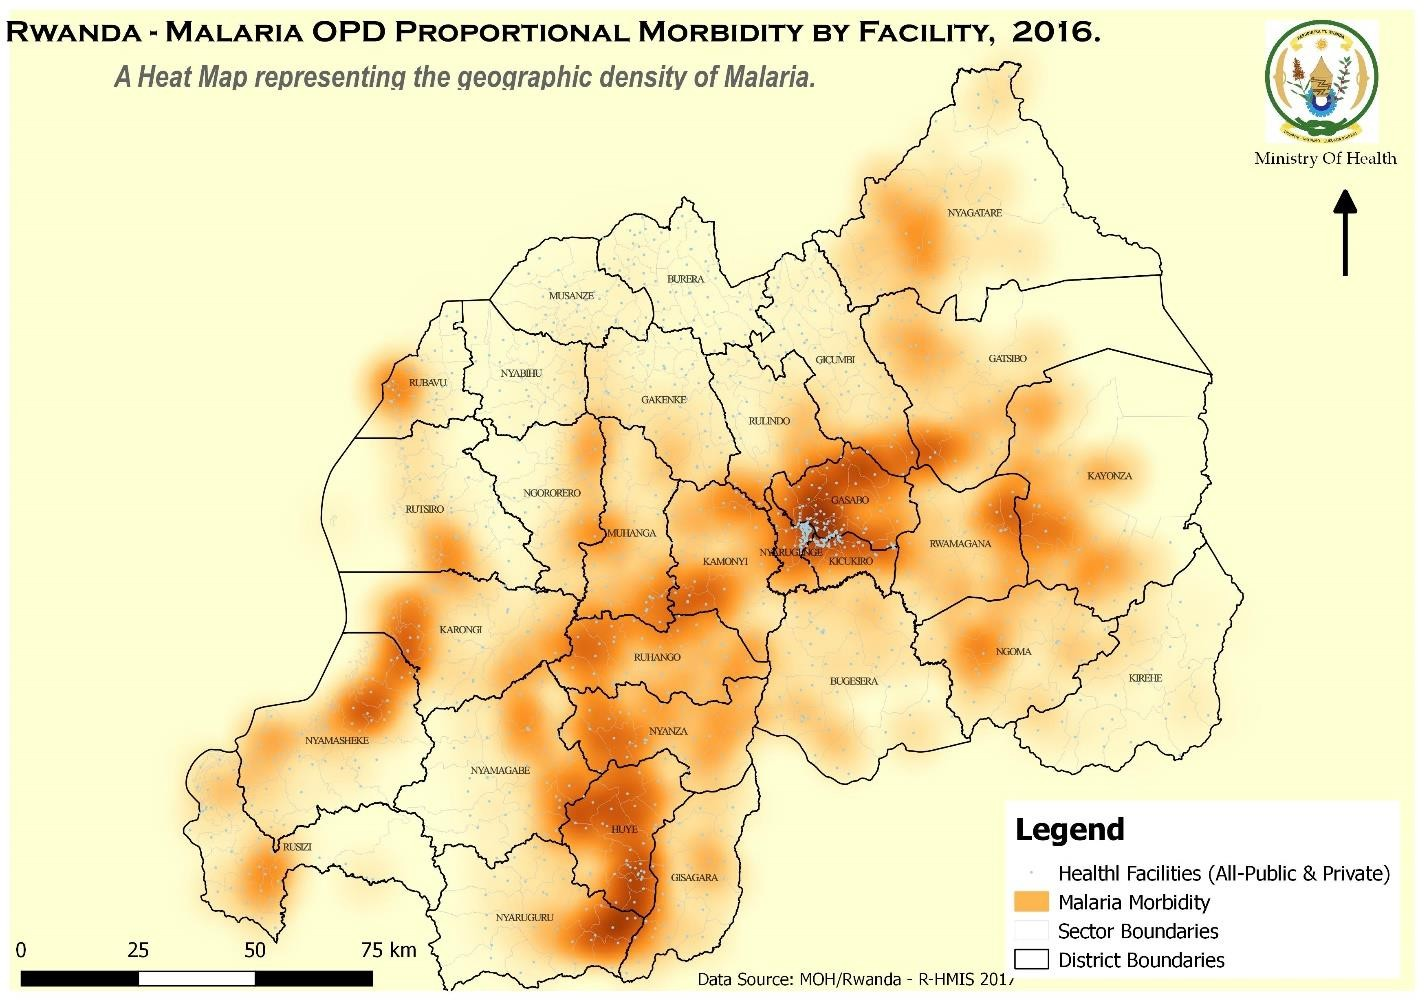 RWANDA - MALARIA OPD PROPORTIONAL MORBIDITY BY FACILITY, 2016.
A Heat Map representing the geographic density of Malaria.
Ministry Of Health
NYAGATARE
BURERA
MUSANZE
GICUMBI
GATSIBO
NYABIHU
RUBAVU
GAKENKE
RULINDO
KAYONZA
NGORORERO
GASABO
RUTSIRO
MUHANGA
RWAMAGANA
NYARUGENGE
KAMONYI
KICUKIRO
KARONGI
NGOMA
RUHANGO
KIREHE
BUGESERA
NYANZA
NYAMASHEKE
NYAMAGABE
HUYE
RUSIZI
GISAGARA
NYARUGURU
Legend
Healthl Facilities (All-Public & Private)
Malaria Morbidity
Sector Boundaries
District Boundaries
0 25 50 75 km
Data Source: MOH/Rwanda - R-HMIS 2017